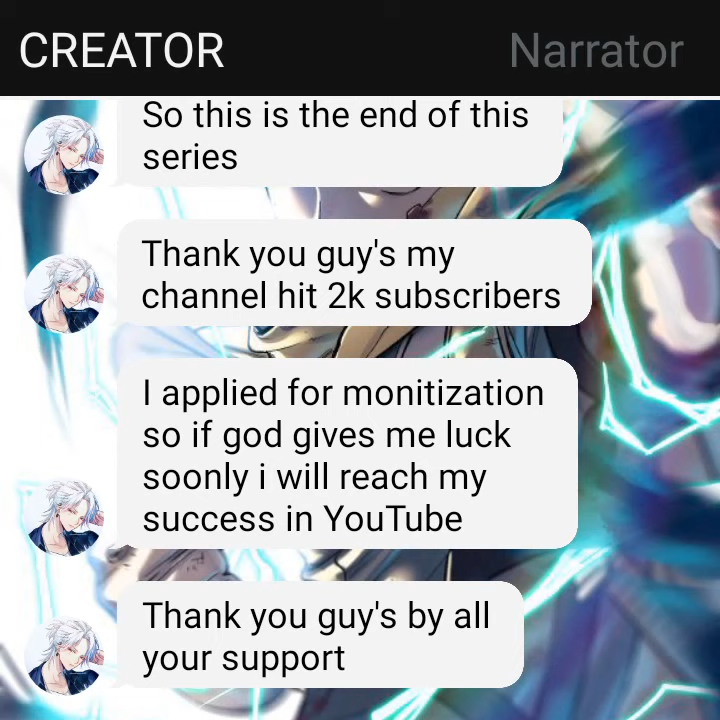 CREATOR
Narrator
So this is the end of this
series
Thank you guy's my
channel hit 2k subscribers
I applied for monitization
so if god gives me luck
soonly i will reach my
success in YouTube
Thank you guy's by all
your support